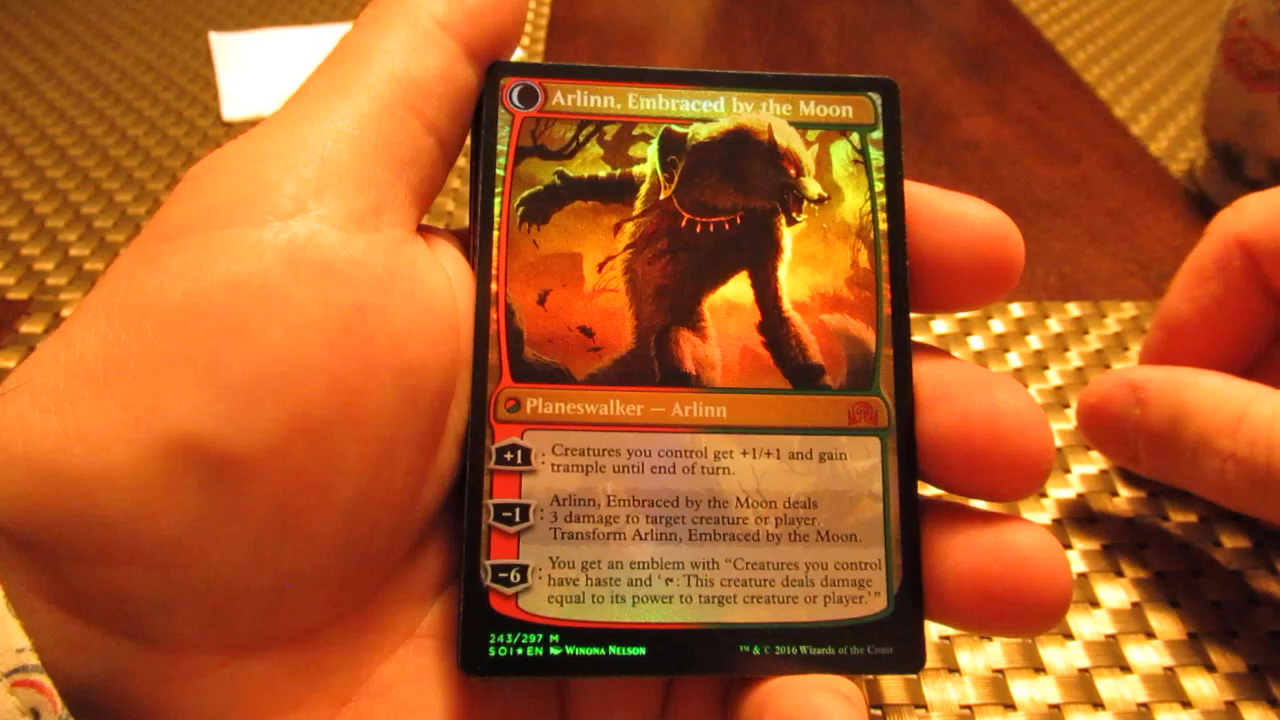 Arlinn, Embraced by the Moon
Planeswalker — Arlinn
+1: Creatures you control get +1/+1 and gain
trample until end of turn.
-1: Arlinn, Embraced by the Moon deals
3 damage to target creature or player.
Transform Arlinn, Embraced by the Moon.
-6: You get an emblem with “Creatures you control
have haste and ‘: This creature deals damage
equal to its power to target creature or player.’”
243/297 M
SOI★EN Winona Nelson
™ & © 2016 Wizards of the Coast